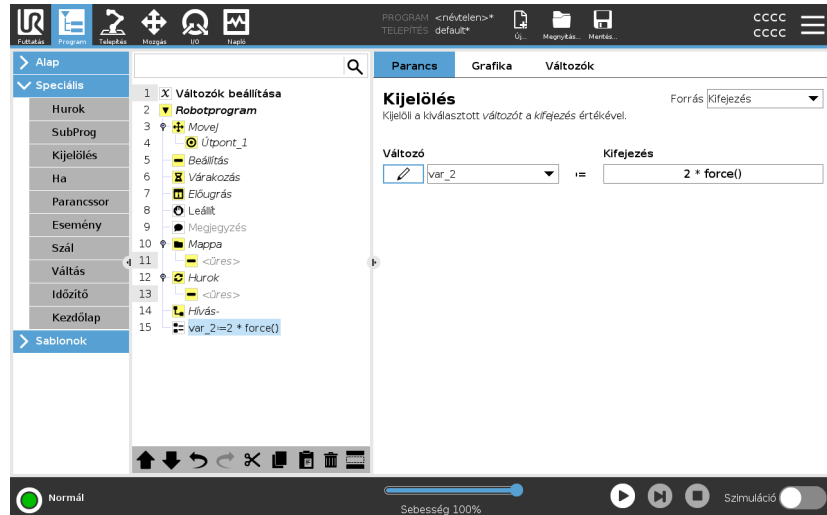 UR
Futtatás Program Telepítés Mozgás I/O Napló
PROGRAM <névtelen>*
TELEPÍTÉS default*
Új... Megnyitás... Mentés...
CCCC
CCCC
Alap
Speciális
Hurok
SubProg
Kijelölés
Ha
Parancssor
Esemény
Szál
Váltás
Időzítő
Kezdőlap
Sablonok
1 X Változók beállítása
2 Robotprogram
3 MoveJ
4 Útpont_1
5 Beállítás
6 Várakozás
7 Előugrás
8 Leállít
9 Megjegyzés
10 Mappa
11 <üres>
12 Hurok
13 <üres>
14 Hívás-
15 var_2≔2 * force()
Parancs Grafika Változók
Kijelölés
Forrás Kifejezés
Kijelöli a kiválasztott változót a kifejezés értékével.
Változó Kifejezés
var_2 ≔ 2 * force()
Normál
Sebesség 100%
Szimuláció